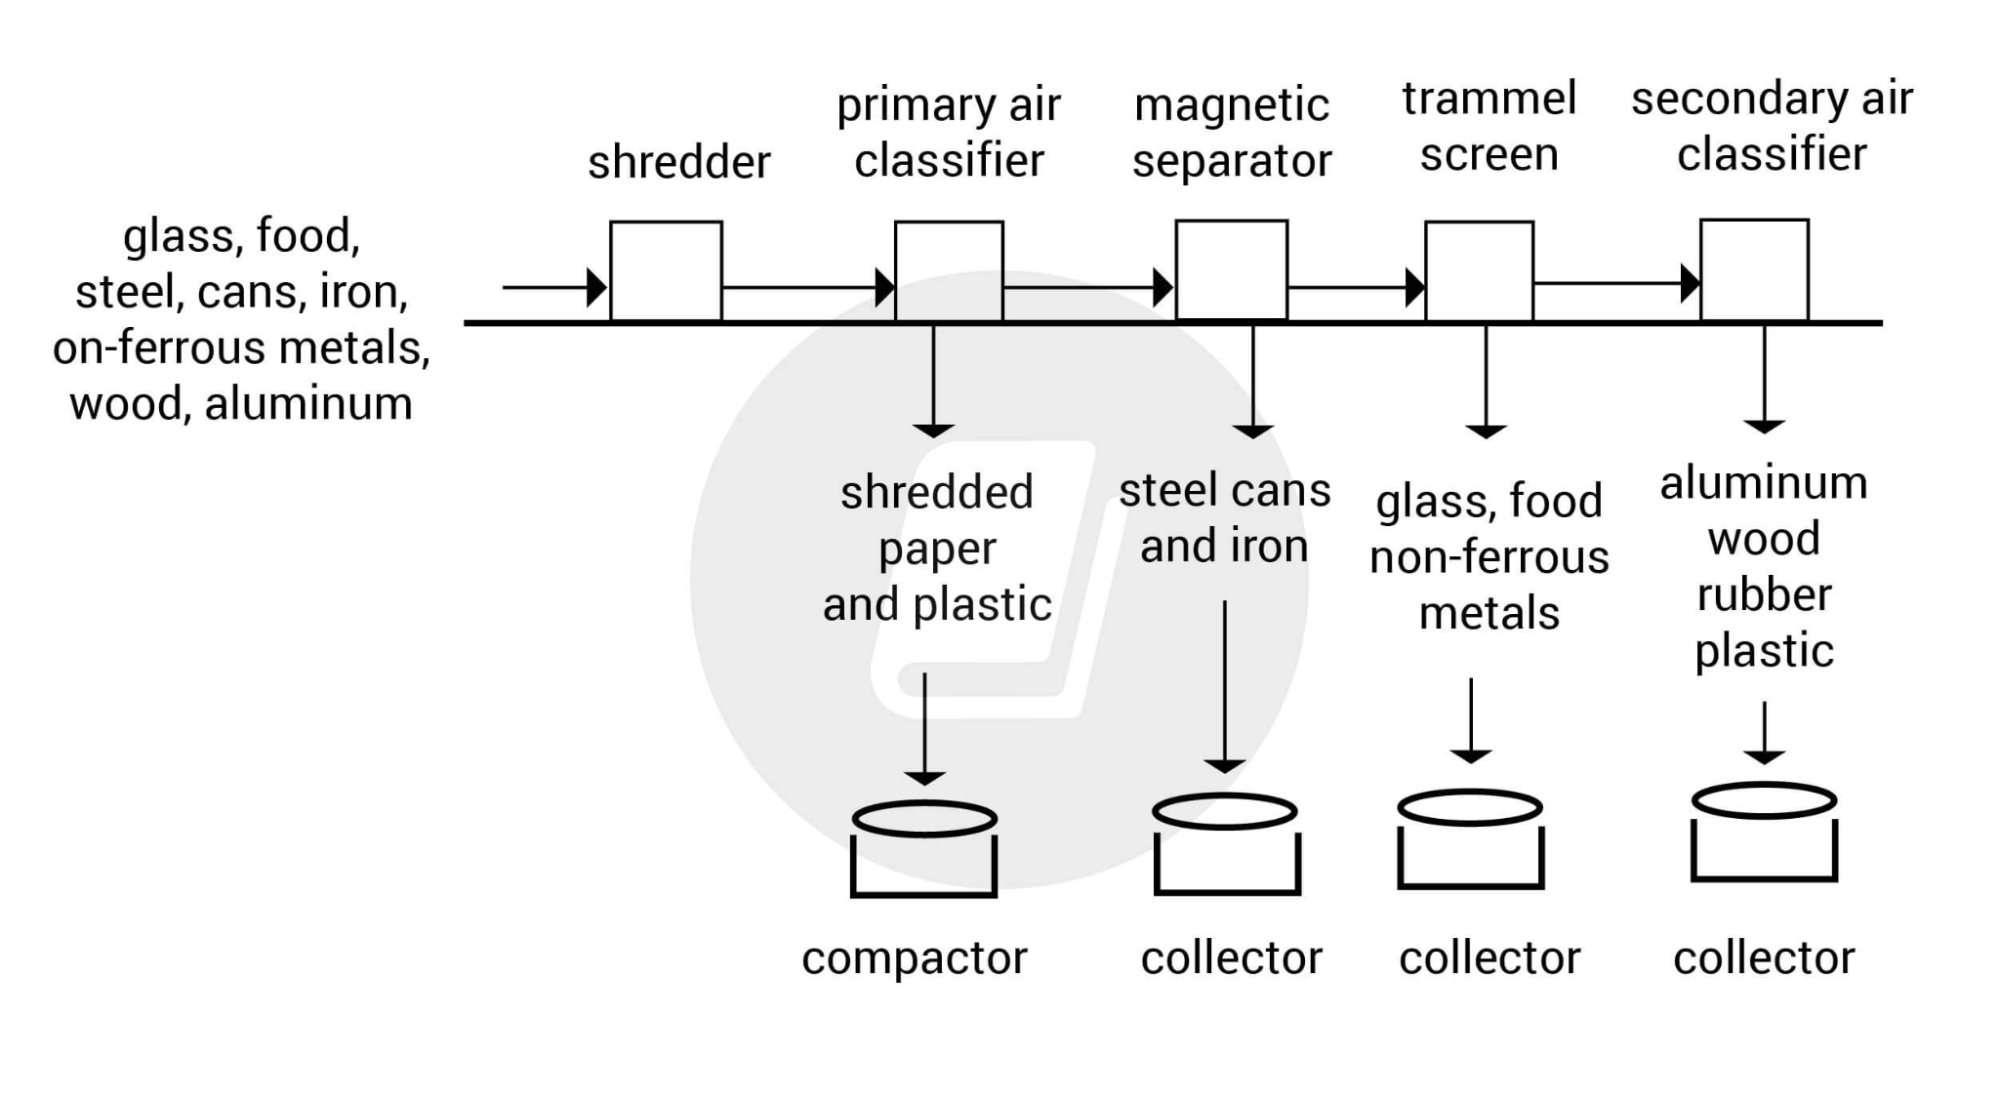 primary air
classifier
magnetic
separator
trammel
screen
secondary air
classifier
shredder
glass, food,
steel, cans, iron,
on-ferrous metals,
wood, aluminum
shredded
paper
and plastic
steel cans
and iron
glass, food
non-ferrous
metals
aluminum
wood
rubber
plastic
compactor
collector
collector
collector